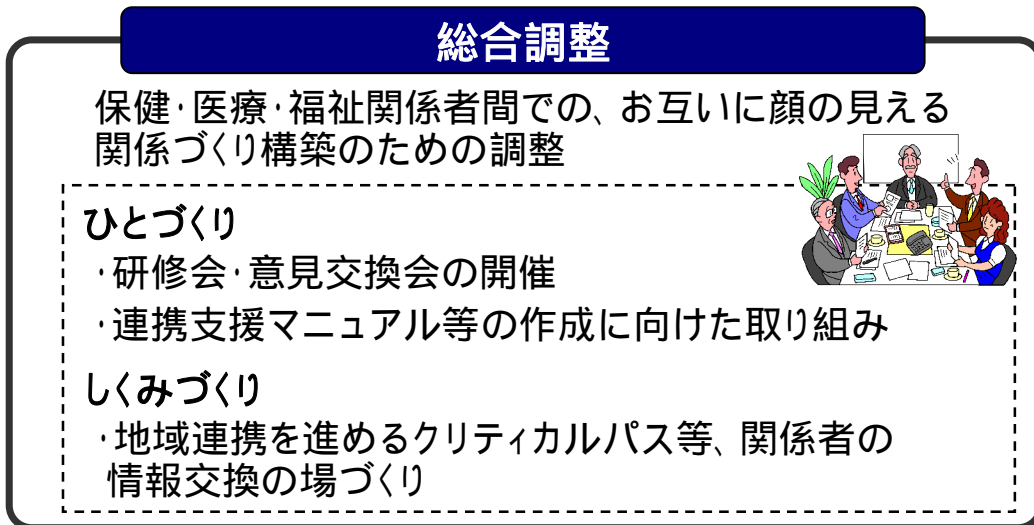 総合調整
保健・医療・福祉関係者間での、お互いに顔の見える
関係づくり構築のための調整
ひとづくり
・研修会・意見交換会の開催
・連携支援マニュアル等の作成に向けた取り組み
しくみづくり
・地域連携を進めるクリティカルパス等、関係者の
情報交換の場づくり